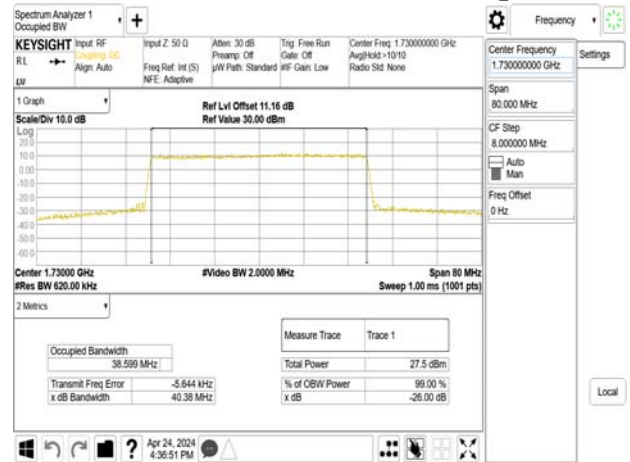 Spectrum Analyzer 1
Occupied BW
Frequency
KEYSIGHT
Input: RF
Coupling: DC
Align: Auto
Input Z: 50 Ω
Freq Ref: Int (S)
NFE: Adaptive
Atten: 30 dB
Preamp: Off
µW Path: Standard
Trig: Free Run
Gate: Off
#IF Gain: Low
Center Freq: 1.730000000 GHz
Avg|Hold:>10/10
Radio Std: None
RL
Center Frequency
1.730000000 GHz
Settings
Span
80.000 MHz
CF Step
8.000000 MHz
Auto
Man
Freq Offset
0 Hz
Local
1 Graph
Scale/Div 10.0 dB
Ref Lvl Offset 11.16 dB
Ref Value 30.00 dBm
Log
20.0
10.0
0.00
-10.0
-20.0
-30.0
-40.0
-50.0
-60.0
Center 1.73000 GHz
#Res BW 620.00 kHz
#Video BW 2.0000 MHz
Span 80 MHz
Sweep 1.00 ms (1001 pts)
2 Metrics
Measure Trace
Trace 1
Occupied Bandwidth
38.599 MHz
Total Power
27.5 dBm
Transmit Freq Error
-5.644 kHz
% of OBW Power
99.00 %
x dB Bandwidth
40.38 MHz
x dB
-26.00 dB
Apr 24, 2024
4:36:51 PM